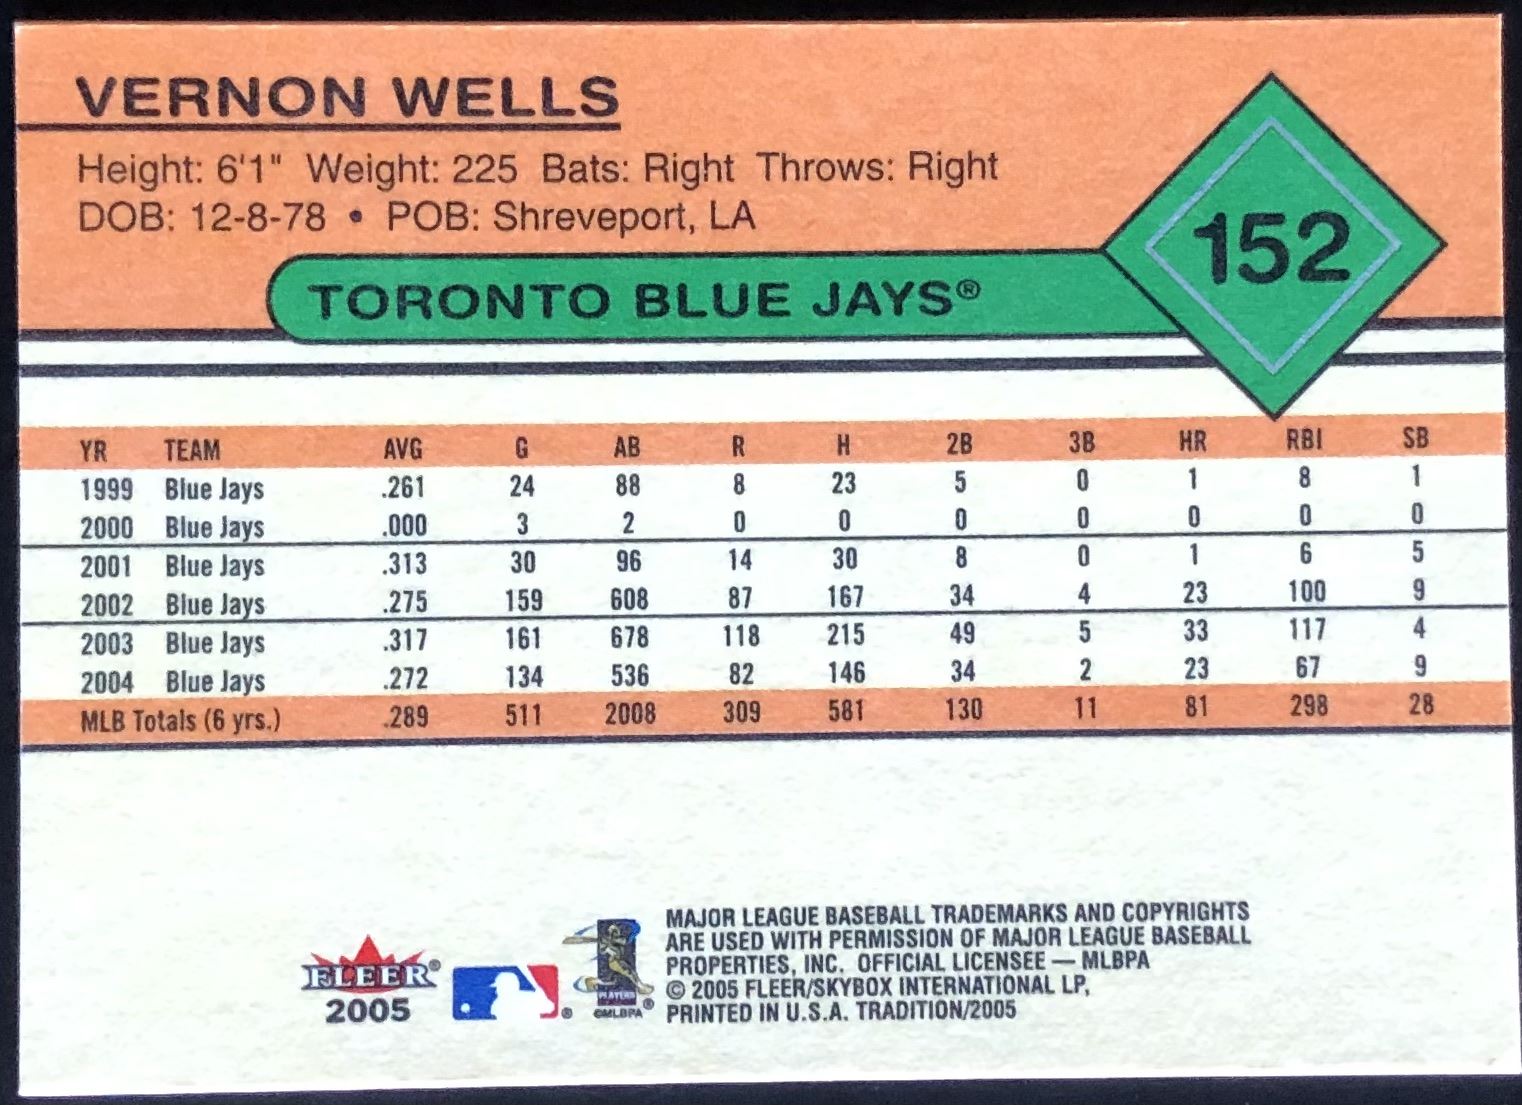 VERNON WELLS
Height: 6'1" Weight: 225 Bats: Right Throws: Right
DOB: 12-8-78 • POB: Shreveport, LA
152
TORONTO BLUE JAYS®
YR TEAM AVG G AB R H 2B 3B HR RBI SB
1999 Blue Jays .261 24 88 8 23 5 0 1 8 1
2000 Blue Jays .000 3 2 0 0 0 0 0 0 0
2001 Blue Jays .313 30 96 14 30 8 0 1 6 5
2002 Blue Jays .275 159 608 87 167 34 4 23 100 9
2003 Blue Jays .317 161 678 118 215 49 5 33 117 4
2004 Blue Jays .272 134 536 82 146 34 2 23 67 9
MLB Totals (6 yrs.) .289 511 2008 309 581 130 11 81 298 28
FLEER®
2005
®
PLAYERS
©MLBPA®
MAJOR LEAGUE BASEBALL TRADEMARKS AND COPYRIGHTS
ARE USED WITH PERMISSION OF MAJOR LEAGUE BASEBALL
PROPERTIES, INC. OFFICIAL LICENSEE — MLBPA
© 2005 FLEER/SKYBOX INTERNATIONAL LP,
PRINTED IN U.S.A. TRADITION/2005